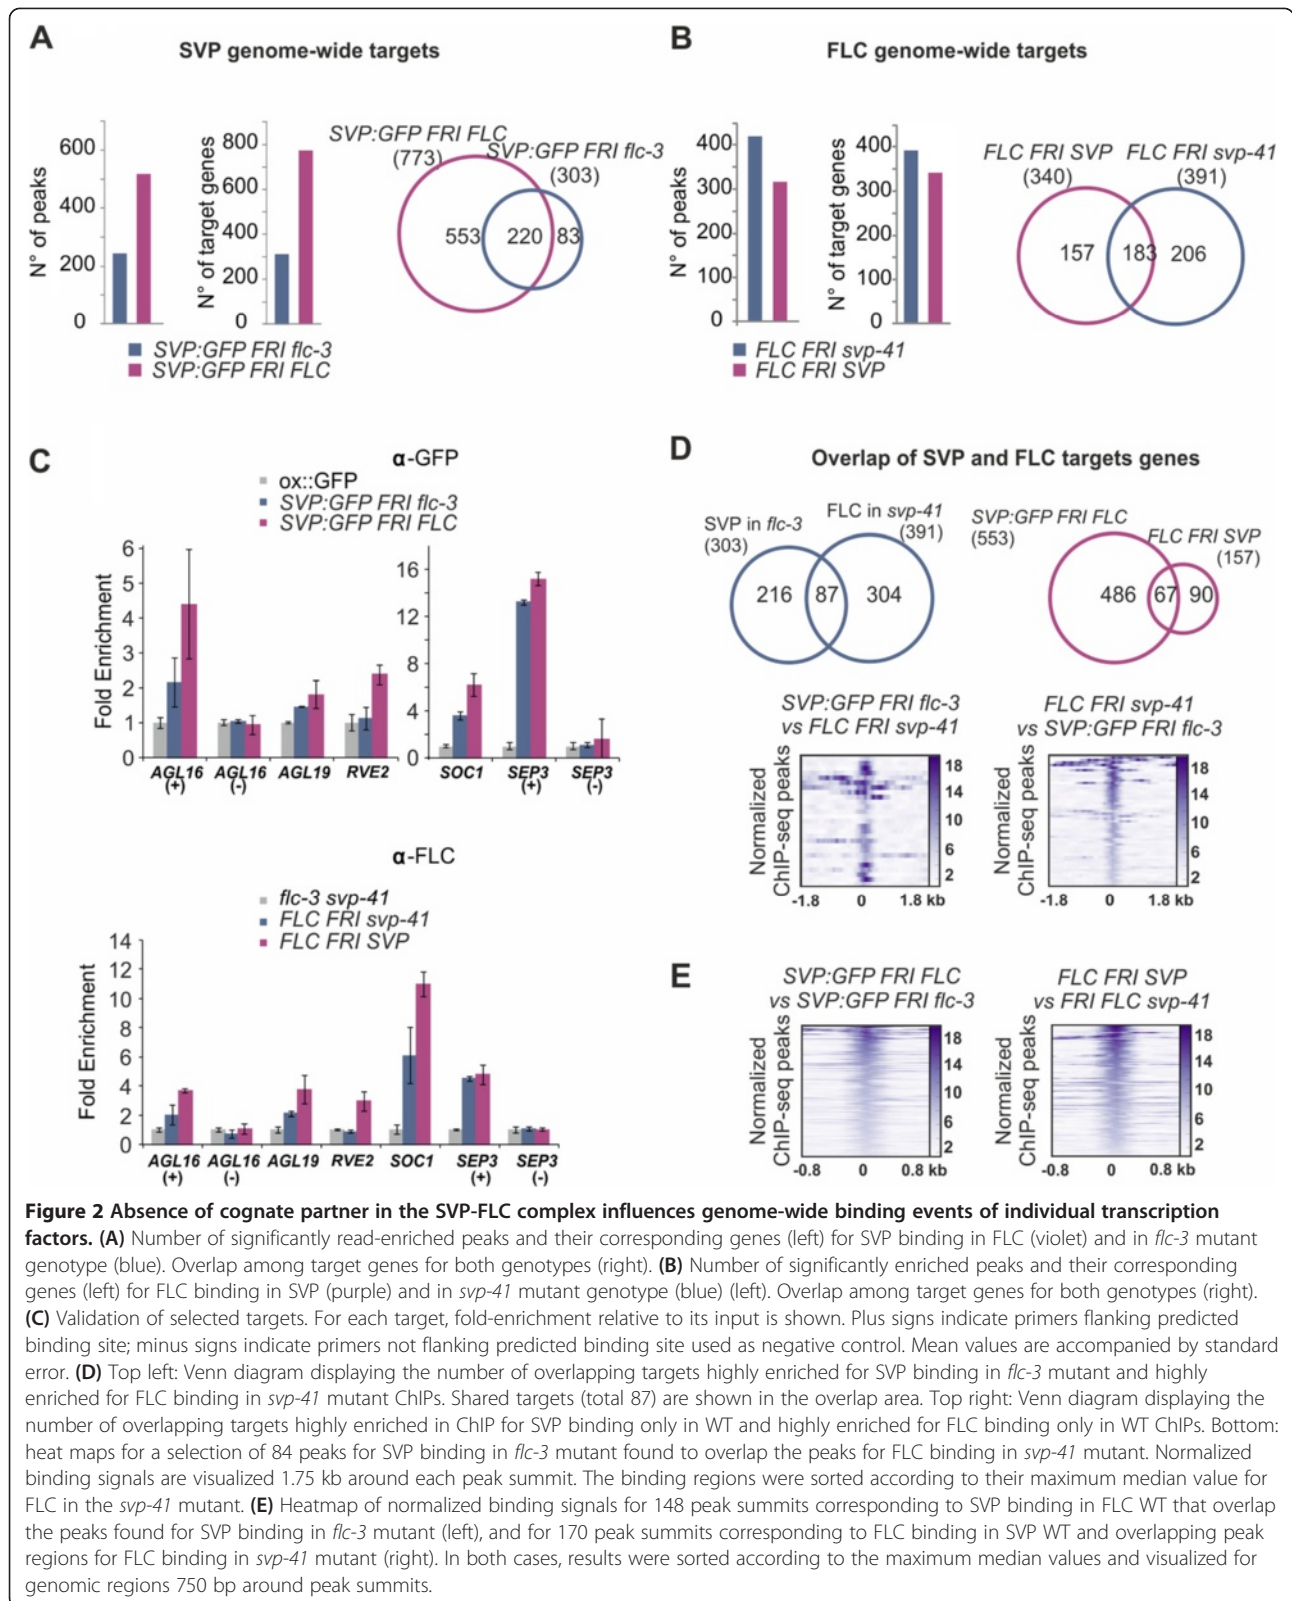 A
SVP genome-wide targets
N° of peaks
600
400
200
0
N° of target genes
800
600
400
200
0
SVP:GFP FRI FLC
(773)
SVP:GFP FRI flc-3
(303)
553
220
83
SVP:GFP FRI flc-3
SVP:GFP FRI FLC
B
FLC genome-wide targets
N° of peaks
400
300
200
100
0
N° of target genes
400
300
200
100
0
FLC FRI SVP
(340)
FLC FRI svp-41
(391)
157
183
206
FLC FRI svp-41
FLC FRI SVP
C
α-GFP
ox::GFP
SVP:GFP FRI flc-3
SVP:GFP FRI FLC
Fold Enrichment
6
5
4
3
2
1
0
AGL16
(+)
AGL16
(-)
AGL19
RVE2
16
12
8
4
0
SOC1
SEP3
(+)
SEP3
(-)
α-FLC
flc-3 svp-41
FLC FRI svp-41
FLC FRI SVP
Fold Enrichment
14
12
10
8
6
4
2
0
AGL16
(+)
AGL16
(-)
AGL19
RVE2
SOC1
SEP3
(+)
SEP3
(-)
D
Overlap of SVP and FLC targets genes
SVP in flc-3
(303)
FLC in svp-41
(391)
216
87
304
SVP:GFP FRI FLC
(553)
FLC FRI SVP
(157)
486
67
90
SVP:GFP FRI flc-3
vs FLC FRI svp-41
Normalized
ChIP-seq peaks
18
14
10
6
2
-1.8
0
1.8 kb
FLC FRI svp-41
vs SVP:GFP FRI flc-3
Normalized
ChIP-seq peaks
18
14
10
6
2
-1.8
0
1.8 kb
E
SVP:GFP FRI FLC
vs SVP:GFP FRI flc-3
Normalized
ChIP-seq peaks
18
14
10
6
2
-0.8
0
0.8 kb
FLC FRI SVP
vs FRI FLC svp-41
Normalized
ChIP-seq peaks
18
14
10
6
2
-0.8
0
0.8 kb
Figure 2 Absence of cognate partner in the SVP-FLC complex influences genome-wide binding events of individual transcription
factors. (A) Number of significantly read-enriched peaks and their corresponding genes (left) for SVP binding in FLC (violet) and in flc-3 mutant
genotype (blue). Overlap among target genes for both genotypes (right). (B) Number of significantly enriched peaks and their corresponding
genes (left) for FLC binding in SVP (purple) and in svp-41 mutant genotype (blue) (left). Overlap among target genes for both genotypes (right).
(C) Validation of selected targets. For each target, fold-enrichment relative to its input is shown. Plus signs indicate primers flanking predicted
binding site; minus signs indicate primers not flanking predicted binding site used as negative control. Mean values are accompanied by standard
error. (D) Top left: Venn diagram displaying the number of overlapping targets highly enriched for SVP binding in flc-3 mutant and highly
enriched for FLC binding in svp-41 mutant ChIPs. Shared targets (total 87) are shown in the overlap area. Top right: Venn diagram displaying the
number of overlapping targets highly enriched in ChIP for SVP binding only in WT and highly enriched for FLC binding only in WT ChIPs. Bottom:
heat maps for a selection of 84 peaks for SVP binding in flc-3 mutant found to overlap the peaks for FLC binding in svp-41 mutant. Normalized
binding signals are visualized 1.75 kb around each peak summit. The binding regions were sorted according to their maximum median value for
FLC in the svp-41 mutant. (E) Heatmap of normalized binding signals for 148 peak summits corresponding to SVP binding in FLC WT that overlap
the peaks found for SVP binding in flc-3 mutant (left), and for 170 peak summits corresponding to FLC binding in SVP WT and overlapping peak
regions for FLC binding in svp-41 mutant (right). In both cases, results were sorted according to the maximum median values and visualized for
genomic regions 750 bp around peak summits.